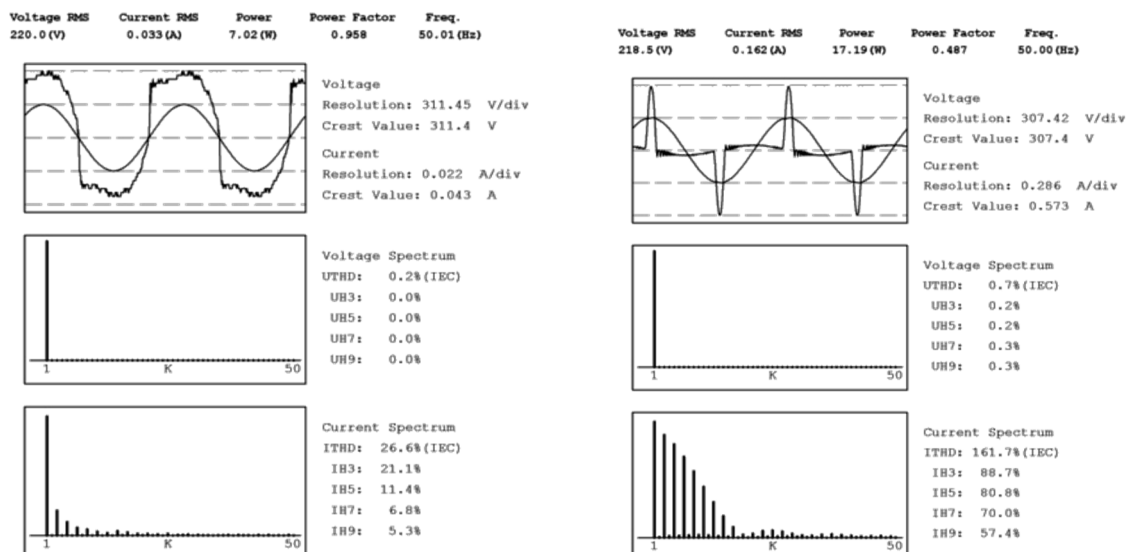 Voltage RMS Current RMS Power Power Factor Freq.
220.0(V) 0.033(A) 7.02(W) 0.958 50.01(Hz)
Voltage
Resolution: 311.45 V/div
Crest Value: 311.4 V
Current
Resolution: 0.022 A/div
Crest Value: 0.043 A
Voltage Spectrum
UTHD: 0.2%(IEC)
UH3: 0.0%
UH5: 0.0%
UH7: 0.0%
UH9: 0.0%
1 K 50
Current Spectrum
ITHD: 26.6%(IEC)
IH3: 21.1%
IH5: 11.4%
IH7: 6.8%
IH9: 5.3%
1 K 50
Voltage RMS Current RMS Power Power Factor Freq.
218.5(V) 0.162(A) 17.19(W) 0.487 50.00(Hz)
Voltage
Resolution: 307.42 V/div
Crest Value: 307.4 V
Current
Resolution: 0.286 A/div
Crest Value: 0.573 A
Voltage Spectrum
UTHD: 0.7%(IEC)
UH3: 0.2%
UH5: 0.2%
UH7: 0.3%
UH9: 0.3%
1 K 50
Current Spectrum
ITHD: 161.7%(IEC)
IH3: 88.7%
IH5: 80.8%
IH7: 70.0%
IH9: 57.4%
1 K 50